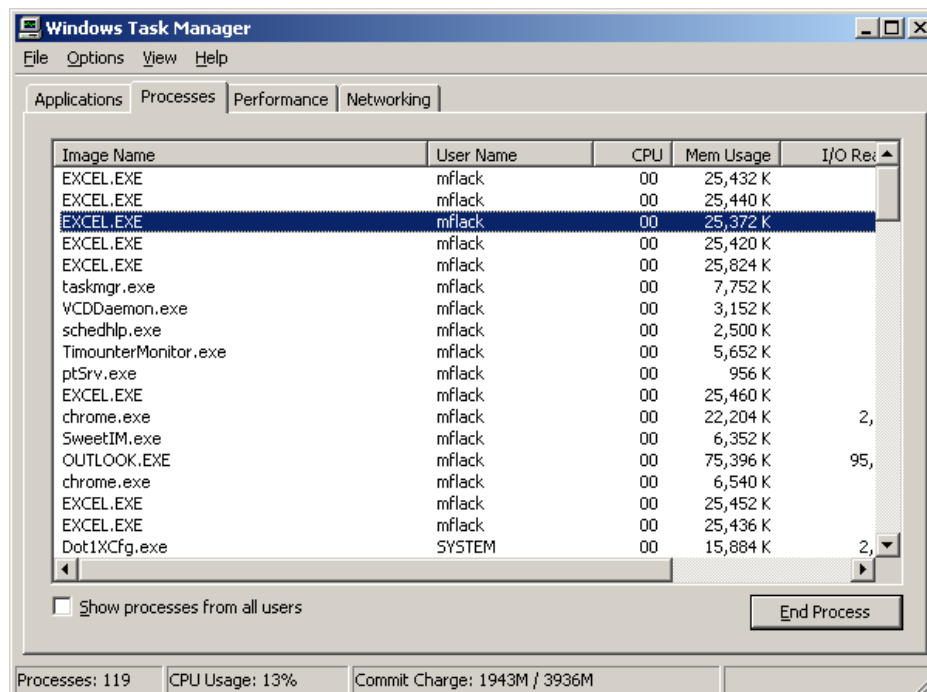 Windows Task Manager
File Options View Help
Applications Processes Performance Networking
Image Name User Name CPU Mem Usage I/O Rea
EXCEL.EXE mflack 00 25,432 K
EXCEL.EXE mflack 00 25,440 K
EXCEL.EXE mflack 00 25,372 K
EXCEL.EXE mflack 00 25,420 K
EXCEL.EXE mflack 00 25,824 K
taskmgr.exe mflack 00 7,752 K
VCDDaemon.exe mflack 00 3,152 K
schedhlp.exe mflack 00 2,500 K
TimounterMonitor.exe mflack 00 5,652 K
ptSrv.exe mflack 00 956 K
EXCEL.EXE mflack 00 25,460 K
chrome.exe mflack 00 22,204 K 2,
SweetIM.exe mflack 00 6,352 K
OUTLOOK.EXE mflack 00 75,396 K 95,
chrome.exe mflack 00 6,540 K
EXCEL.EXE mflack 00 25,452 K
EXCEL.EXE mflack 00 25,436 K
Dot1XCfg.exe SYSTEM 00 15,884 K 2,
Show processes from all users
End Process
Processes: 119 CPU Usage: 13% Commit Charge: 1943M / 3936M